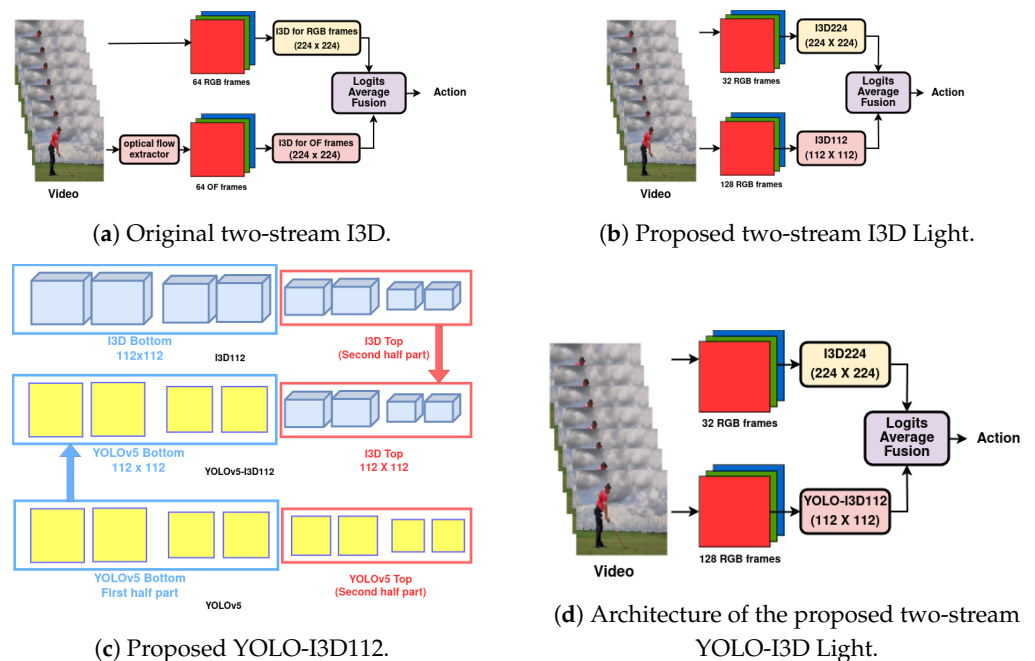 I3D for RGB frames
(224 x 224)
64 RGB frames
Logits
Average
Fusion
Action
optical flow
extractor
I3D for OF frames
(224 x 224)
64 OF frames
Video
(a) Original two-stream I3D.
I3D224
(224 X 224)
32 RGB frames
Logits
Average
Fusion
Action
I3D112
(112 X 112)
128 RGB frames
Video
(b) Proposed two-stream I3D Light.
I3D Bottom
112x112
I3D112
I3D Top
(Second half part)
YOLOv5 Bottom
112 x 112
YOLOv5-I3D112
I3D Top
112 X 112
YOLOv5 Bottom
First half part
YOLOv5
YOLOv5 Top
(Second half part)
(c) Proposed YOLO-I3D112.
I3D224
(224 X 224)
32 RGB frames
Logits
Average
Fusion
Action
YOLO-I3D112
(112 X 112)
128 RGB frames
Video
(d) Architecture of the proposed two-stream
YOLO-I3D Light.